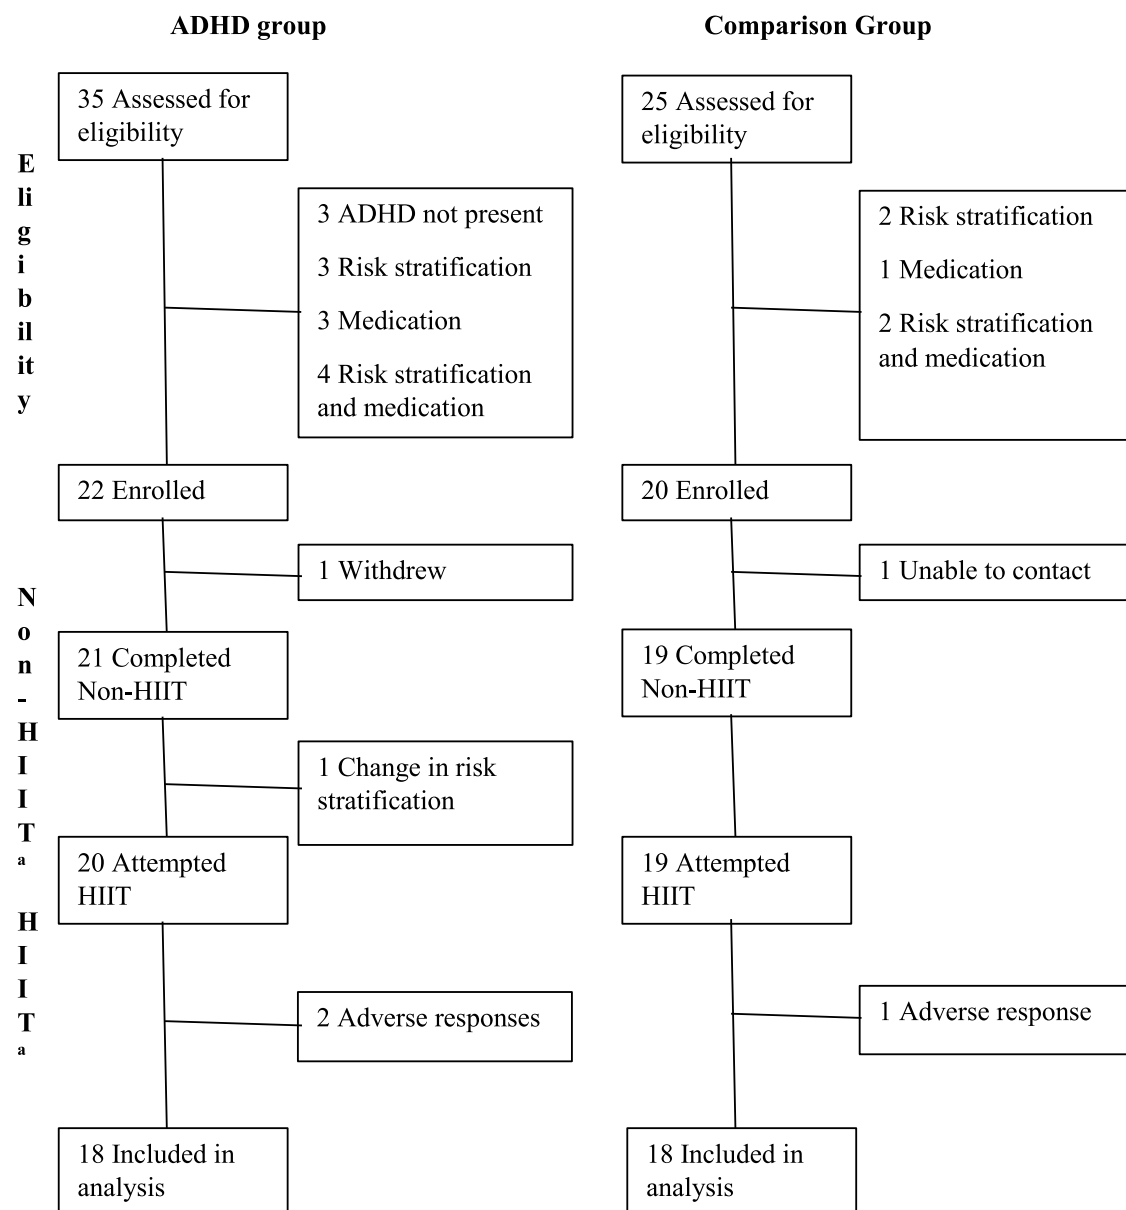 ADHD group
Comparison Group
E
li
g
i
b
il
it
y
35 Assessed for
eligibility
25 Assessed for
eligibility
3 ADHD not present
3 Risk stratification
3 Medication
4 Risk stratification
and medication
2 Risk stratification
1 Medication
2 Risk stratification
and medication
22 Enrolled
20 Enrolled
N
o
n
-
H
I
I
T
a
1 Withdrew
1 Unable to contact
21 Completed
Non-HIIT
19 Completed
Non-HIIT
1 Change in risk
stratification
H
I
I
T
a
20 Attempted
HIIT
19 Attempted
HIIT
2 Adverse responses
1 Adverse response
18 Included in
analysis
18 Included in
analysis